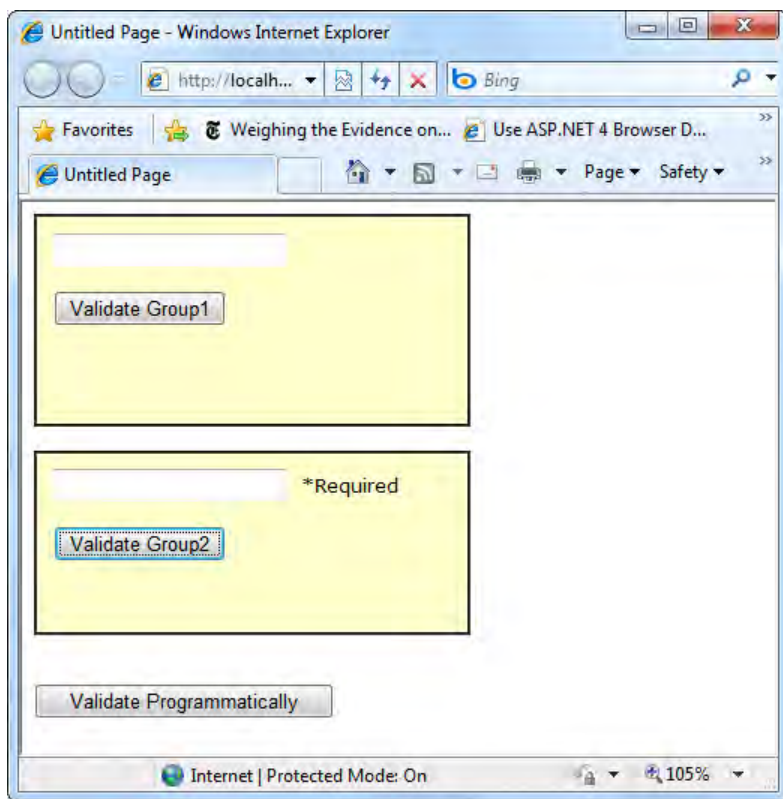 Untitled Page - Windows Internet Explorer
http://localh... Bing
Favorites Weighing the Evidence on... Use ASP.NET 4 Browser D... »
Untitled Page Page Safety »
Validate Group1
*Required
Validate Group2
Validate Programmatically
Internet | Protected Mode: On 105%